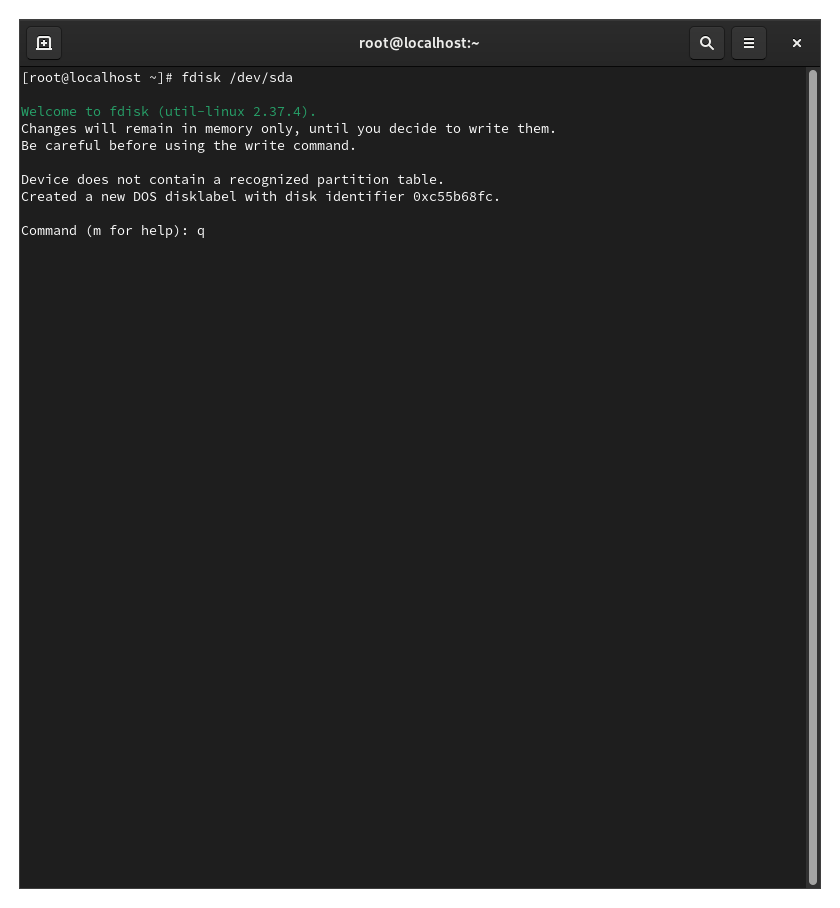 root@localhost:~
[root@localhost ~]# fdisk /dev/sda
Welcome to fdisk (util-linux 2.37.4).
Changes will remain in memory only, until you decide to write them.
Be careful before using the write command.
Device does not contain a recognized partition table.
Created a new DOS disklabel with disk identifier 0xc55b68fc.
Command (m for help): q